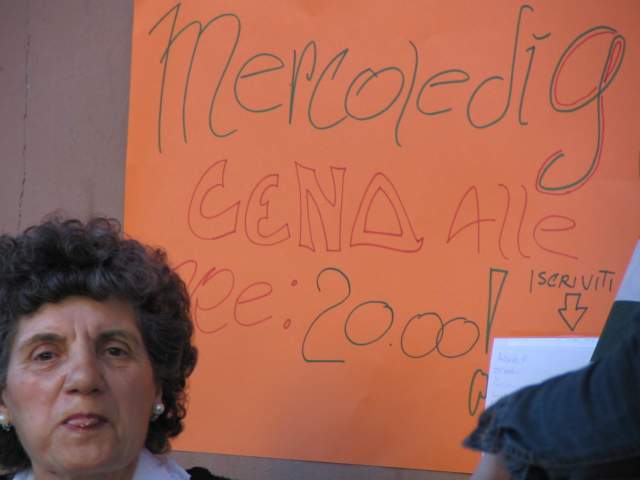 Mercoledì 9
CENA Alle
ore: 20.00!
ISCRIVITI